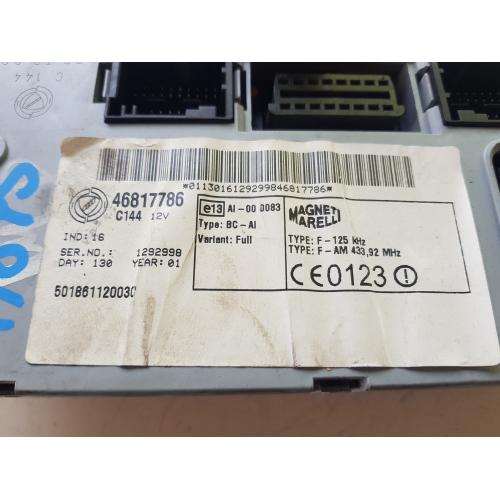 C 144
*0113016129299846817786*
46817786
C144 12V
IND: 16
SER.NO.: 1292998
DAY: 130 YEAR: 01
501861120030
e13 AI-00 0083
Type: BC-AI
Variant: Full
MAGNETI
MARELLI
TYPE: F - 125 kHz
TYPE: F - AM 433,92 MHz
CE0123